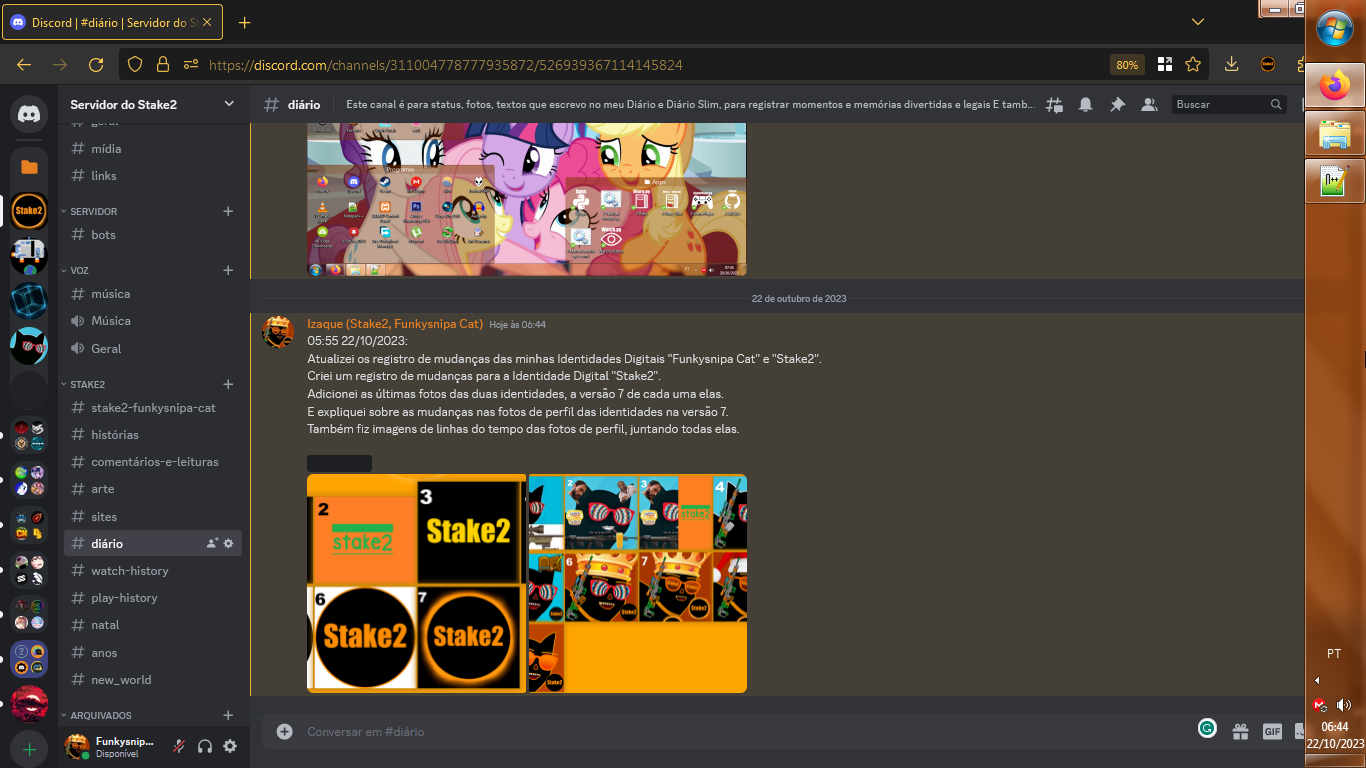 Discord | #diário | Servidor do St
https://discord.com/channels/311004778777935872/526939367114145824
80%
Servidor do Stake2
diário
Este canal é para status, fotos, textos que escrevo no meu Diário e Diário Slim, para registrar momentos e memórias divertidas e legais E tamb...
Buscar
geral
mídia
links
SERVIDOR
bots
VOZ
música
Música
Geral
STAKE2
stake2-funkysnipa-cat
histórias
comentários-e-leituras
arte
sites
diário
watch-history
play-history
natal
anos
new_world
ARQUIVADOS
Funkysnip...
Disponível
Programas
Apps
22 de outubro de 2023
Izaque (Stake2, Funkysnipa Cat) Hoje às 06:44
05:55 22/10/2023:
Atualizei os registro de mudanças das minhas Identidades Digitais "Funkysnipa Cat" e "Stake2".
Criei um registro de mudanças para a Identidade Digital "Stake2".
Adicionei as últimas fotos das duas identidades, a versão 7 de cada uma elas.
E expliquei sobre as mudanças nas fotos de perfil das identidades na versão 7.
Também fiz imagens de linhas do tempo das fotos de perfil, juntando todas elas.
2
stake2
3
Stake2
6
Stake2
7
Stake2
2
3
stake2
4
6
7
Stake2
Conversar em #diário
GIF
Stake2
PT
06:44
22/10/2023